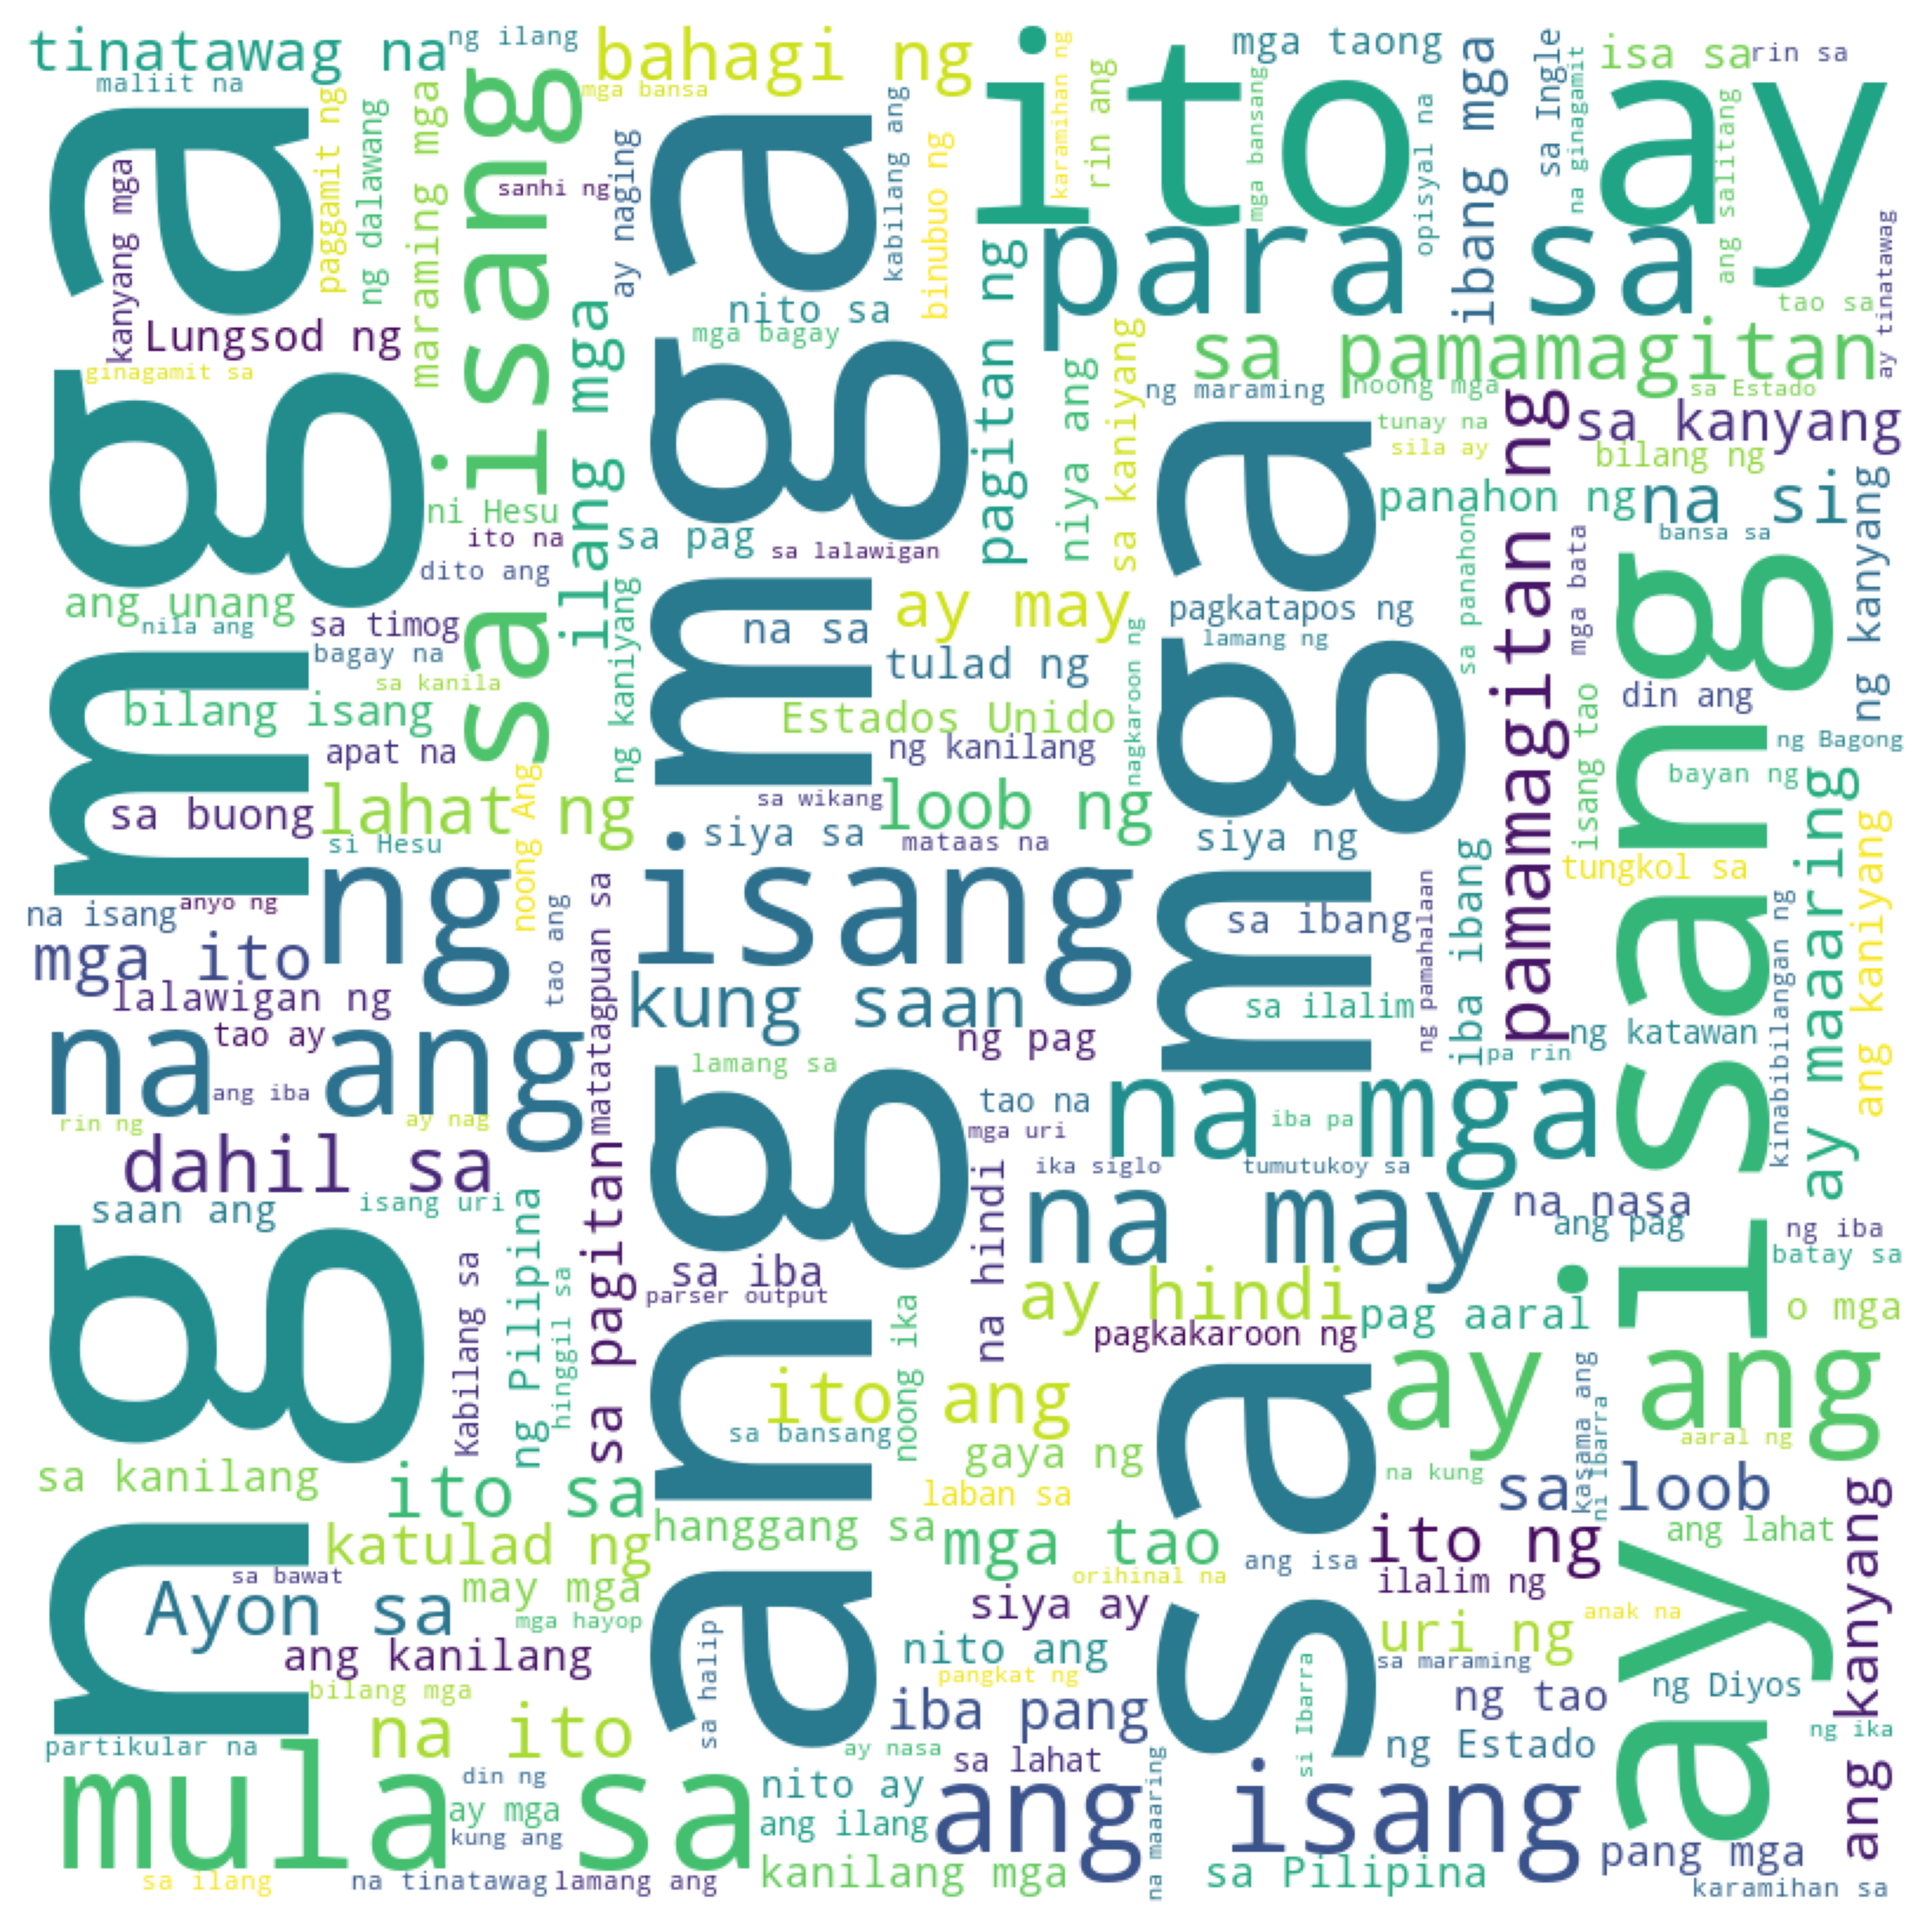 tinatawag na
ng ilang
bahagi ng
ito ay
mga taong
isa sa
rin sa
maliit na
mga bansa
ng mga
kanyang mga
paggamit ng
ng dalawang
maraming mga
sa isang
sanhi ng
ay naging
ang mga
kabilang ang
binubuo ng
karamihan ng
rin ang
mga bansang
opisyal na
ibang mga
sa Ingle
na ginagamit
ang salitang
ay tinatawag
para sa
tao sa
Lungsod ng
ginagamit sa
ilang mga
nito sa
mga bagay
pagitan ng
niya ang
sa kaniyang
sa pamamagitan
ng maraming
noong mga
sa Estado
tunay na
sila ay
sa kanyang
bilang ng
panahon ng
na si
bansa sa
ng kanyang
sa mga
pamamagitan ng
mga bata
sa panahong
ay isang
ni Hesu
ito na
dito ang
sa pag
sa lalawigan
ang unang
nila ang
sa timog
bagay na
sa kanila
bilang isang
apat na
ng kaniyang
na sa
ay may
pagkatapos ng
lamang ng
tulad ng
Estados Unido
ng kanilang
nagkaroon ng
din ang
isang tao
ng Bagong
bayan ng
ay maaaring
ang kaniyang
sa buong
lahat ng
si Hesu
noong Ang
sa wikang
siya sa
loob ng
mataas na
siya ng
tungkol sa
na isang
anyo ng
mga ito
ng isang
tao ang
matatagpuan sa
kung saan
sa ibang
ng pamahalaan
iba ibang
kinabibilangan ng
lalawigan ng
tao ay
na ang
ang iba
rin ng
ay nag
lamang sa
ng pag
sa ilalim
ng katawan
pa rin
tao na
mga uri
na mga
iba pa
ika siglo
tumutukoy sa
dahil sa
saan ang
isang uri
ng Pilipina
hinggil sa
Kabilang sa
sa pagitan
sa iba
parser output
na hindi
na may
na nasa
ang pag
ng iba
batay sa
ay hindi
pagkakaroon ng
pag aaral
o mga
noong ika
ito ang
sa bansang
gaya ng
laban sa
ay ang
kasama ang
ni Ibarra
aaral ng
na kung
sa loob
ang lahat
ang kanyang
sa kanilang
ito sa
katulad ng
hanggang sa
mga tao
ang isa
ito ng
ilalim ng
orihinal na
sa bawat
Ayon sa
may mga
mga hayop
ang kanilang
bilang mga
siya ay
nito ang
pangkat ng
uri ng
anak na
sa maraming
si Ibarra
ng tao
ng Diyos
ng ika
sa halip
iba pang
na ito
partikular na
ay nasa
sa lahat
ng Estado
mula sa
din ng
ay mga
kung ang
nito ay
ang ilang
ang isang
na maaaring
pang mga
sa ilang
na tinatawag
lamang ang
kanilang mga
sa Pilipina
karamihan sa